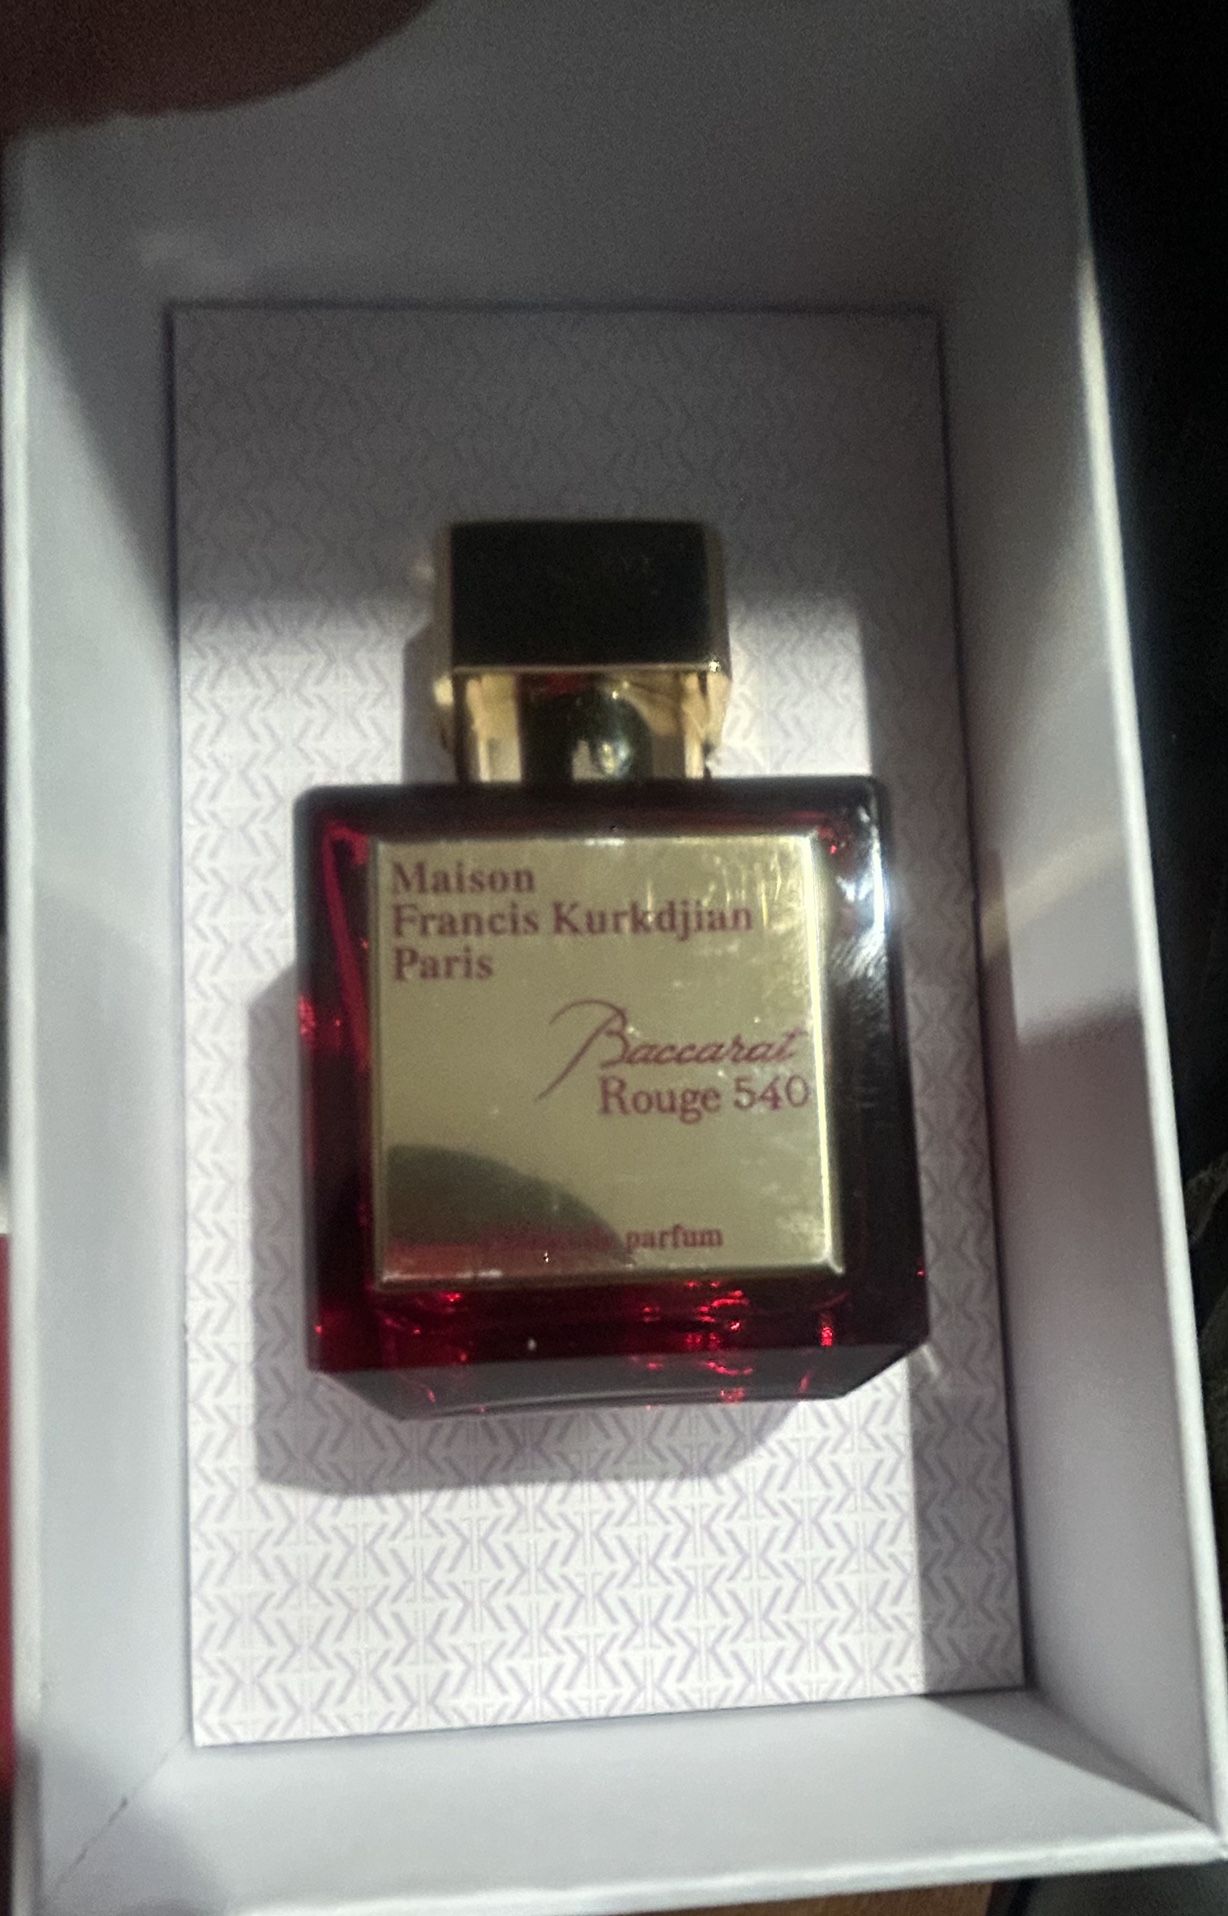 Maison
Francis Kurkdjian
Paris
Baccarat
Rouge 540
parfum